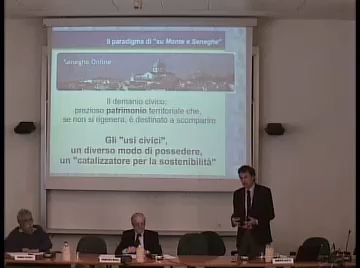 Il paradigma di "su Monte e Seneghe"
Seneghe Online
Il demanio civico:
prezioso patrimonio territoriale che,
se non si rigenera, è destinato a scomparire
Gli "usi civici",
un diverso modo di possedere,
un "catalizzatore per la sostenibilità"